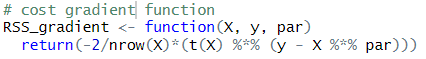 # cost gradient function
RSS_gradient <- function(X, y, par)
  return(-2/nrow(X)*(t(X) %*% (y - X %*% par)))